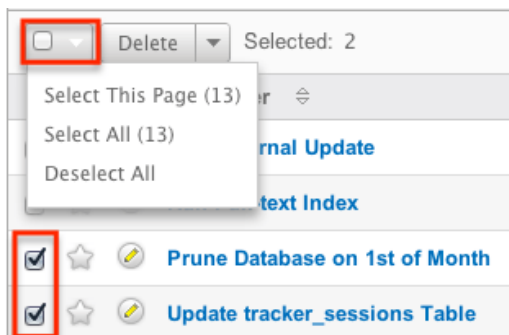 Delete Selected: 2
Select This Page (13)
er
Select All (13)
rnal Update
Deselect All
text Index
Prune Database on 1st of Month
Update tracker_sessions Table